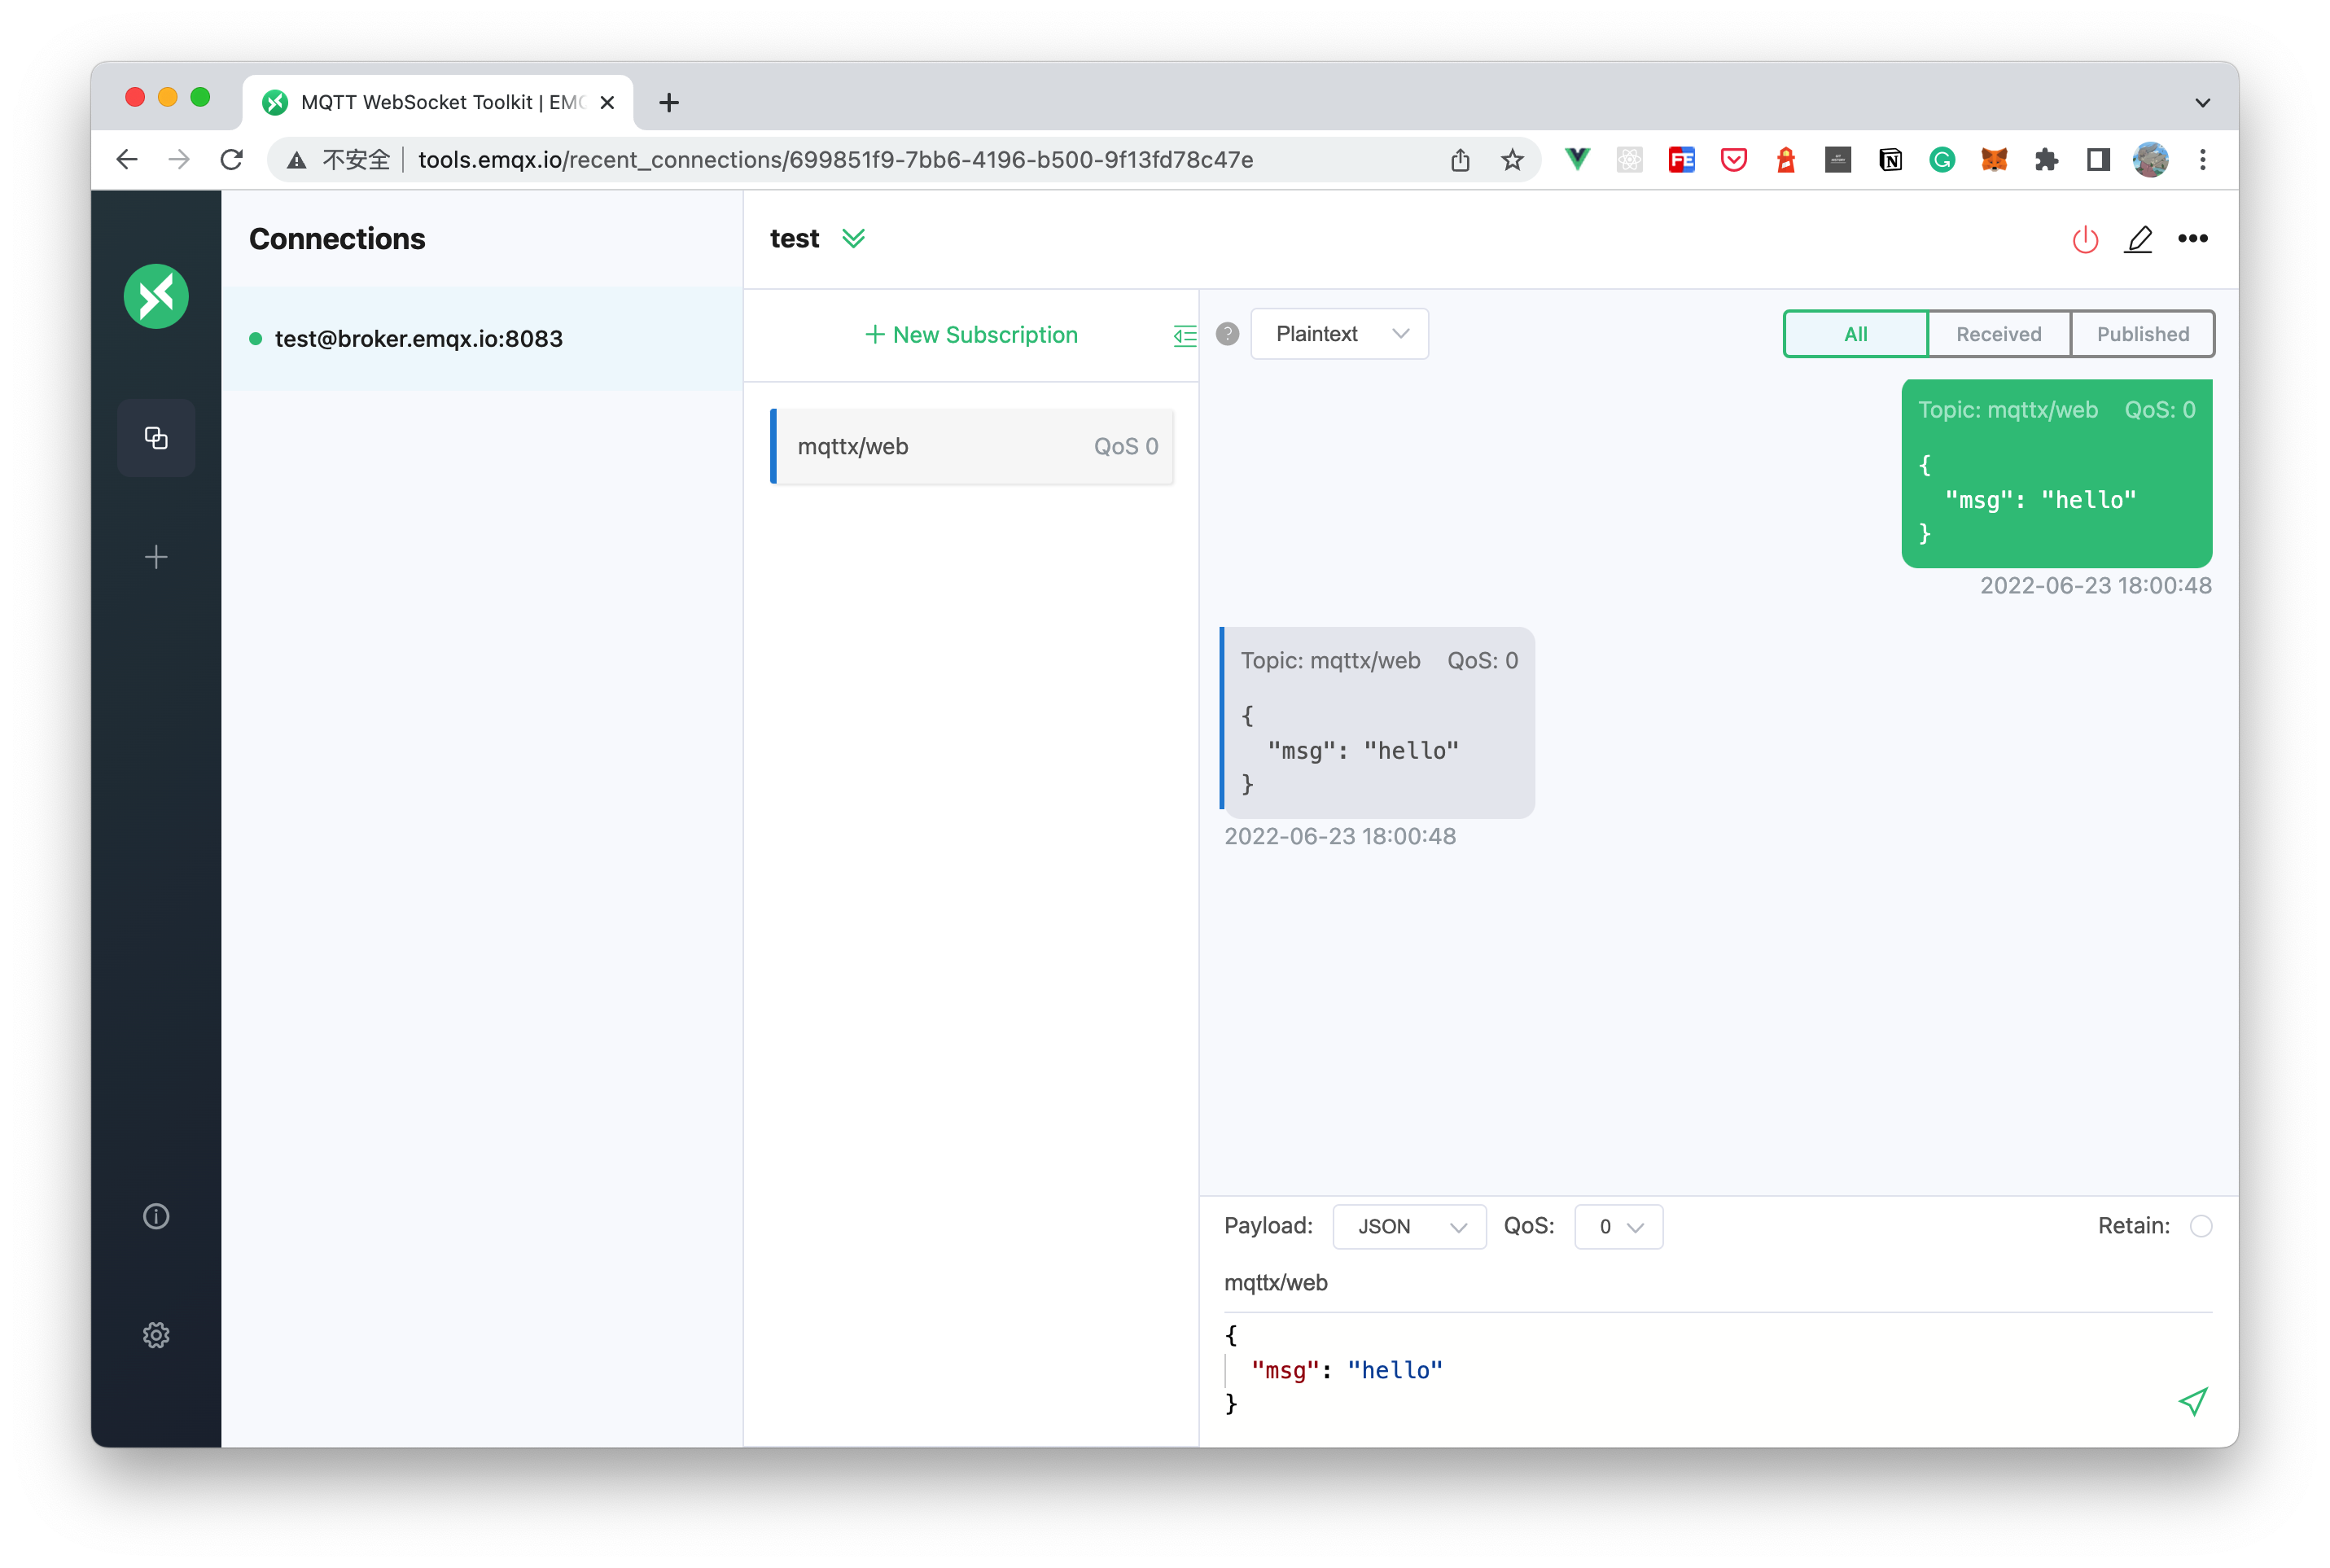 MQTT WebSocket Toolkit | EM
不安全 tools.emqx.io/recent_connections/699851f9-7bb6-4196-b500-9f13fd78c47e
Connections
test@broker.emqx.io:8083
test
New Subscription
mqttx/web QoS 0
Plaintext
All Received Published
Topic: mqttx/web QoS: 0
{
"msg": "hello"
}
2022-06-23 18:00:48
Topic: mqttx/web QoS: 0
{
"msg": "hello"
}
2022-06-23 18:00:48
Payload: JSON QoS: 0 Retain:
mqttx/web
{
"msg": "hello"
}